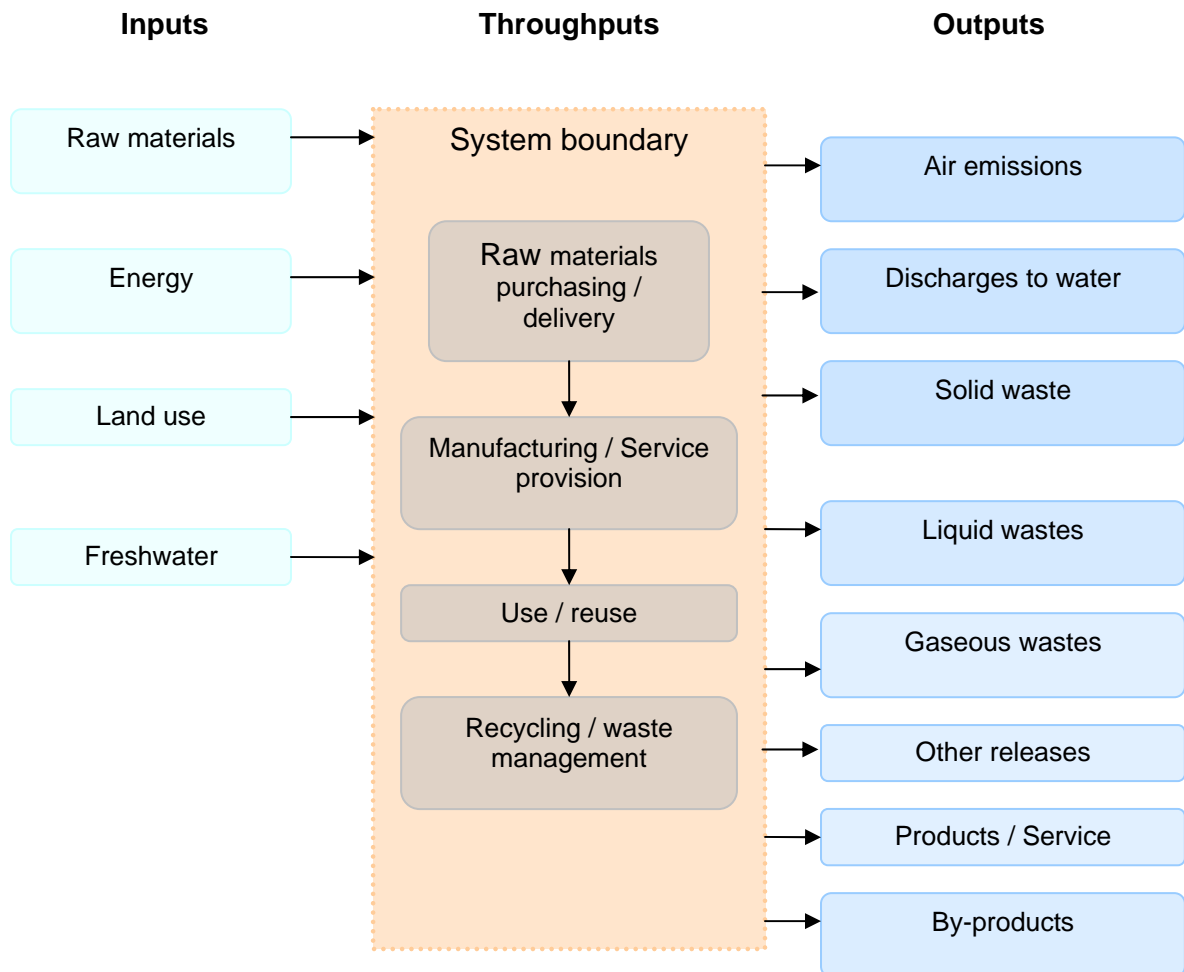 Inputs
Throughputs
Outputs
Raw materials
Energy
Land use
Freshwater
System boundary
Raw materials
purchasing /
delivery
Manufacturing / Service
provision
Use / reuse
Recycling / waste
management
Air emissions
Discharges to water
Solid waste
Liquid wastes
Gaseous wastes
Other releases
Products / Service
By-products